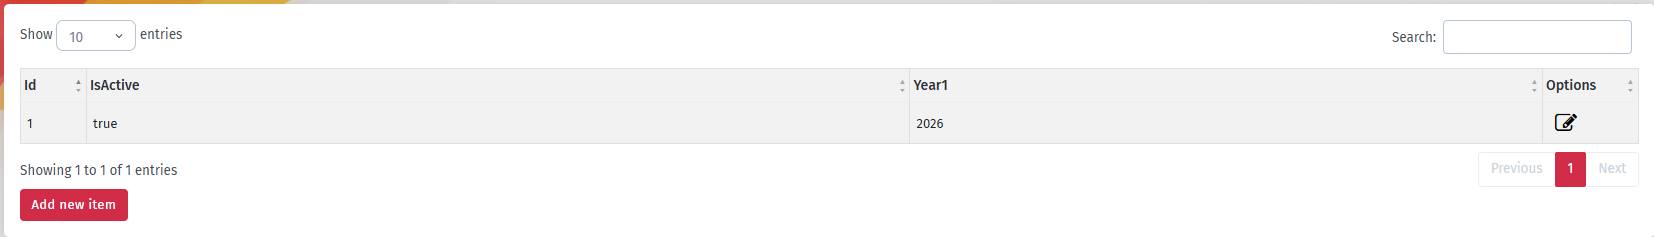 Show 10 entries
Search:
Id IsActive Year1 Options
1 true 2026
Showing 1 to 1 of 1 entries
Previous 1 Next
Add new item